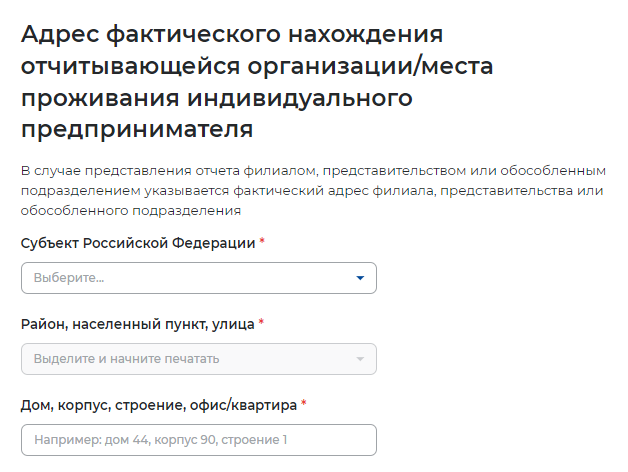 Адрес фактического нахождения
отчитывающейся организации/места
проживания индивидуального
предпринимателя
В случае представления отчета филиалом, представительством или обособленным
подразделением указывается фактический адрес филиала, представительства или
обособленного подразделения
Субъект Российской Федерации *
Выберите...
Район, населенный пункт, улица *
Выделите и начните печатать
Дом, корпус, строение, офис/квартира *
Например: дом 44, корпус 90, строение 1